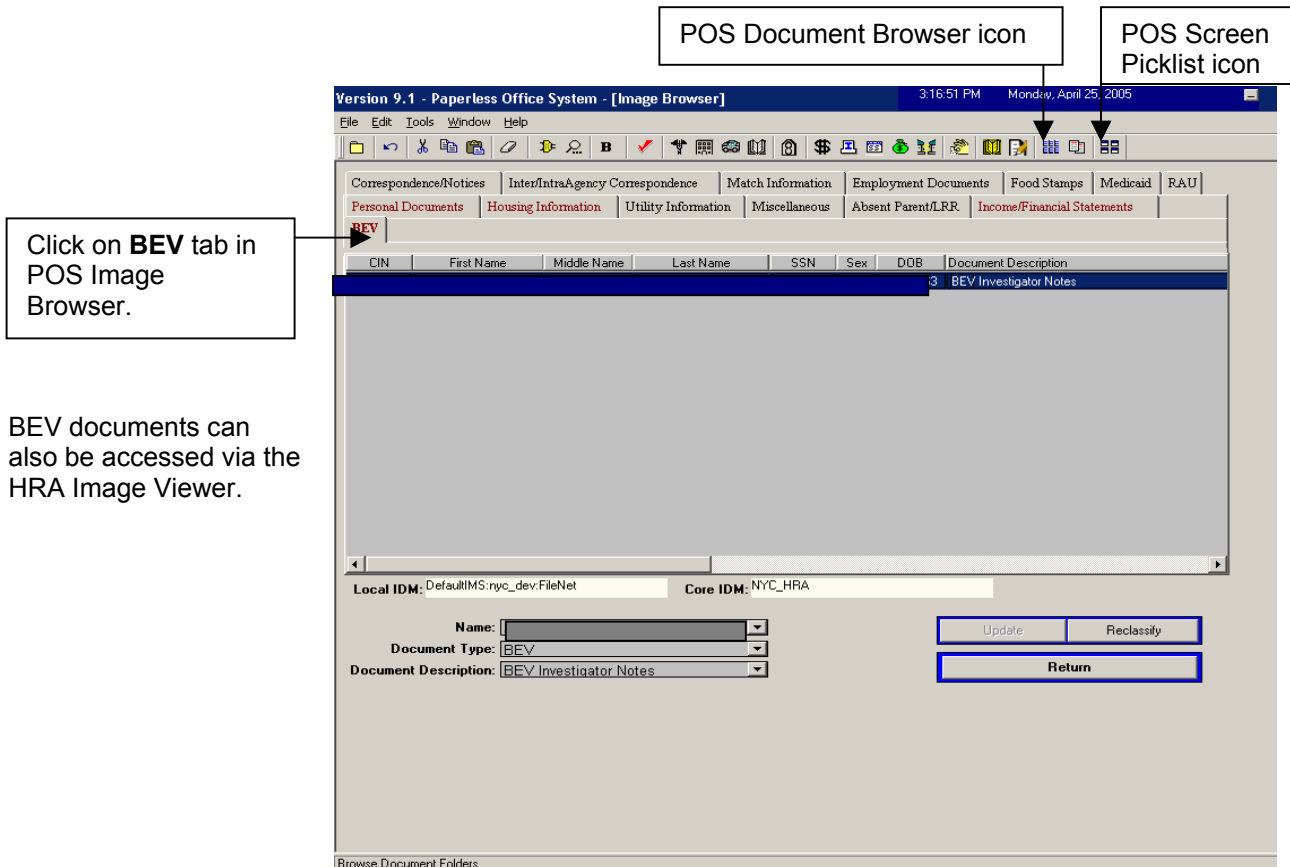 POS Document Browser icon
POS Screen
Picklist icon
Version 9.1 - Paperless Office System - [Image Browser]
3:16:51 PM Monday, April 25, 2005
File Edit Tools Window Help
B
Correspondence/Notices Inter/IntraAgency Correspondence Match Information Employment Documents Food Stamps Medicaid RAU
Personal Documents Housing Information Utility Information Miscellaneous Absent Parent/LRR Income/Financial Statements
BEV
Click on BEV tab in
POS Image
Browser.
CIN First Name Middle Name Last Name SSN Sex DOB Document Description
BEV Investigator Notes
BEV documents can
also be accessed via the
HRA Image Viewer.
Local IDM: DefaultIMS:nyc_dev:FileNet Core IDM: NYC_HRA
Name:
Update Reclassify
Document Type: BEV
Return
Document Description: BEV Investigator Notes
Browse Document Folders